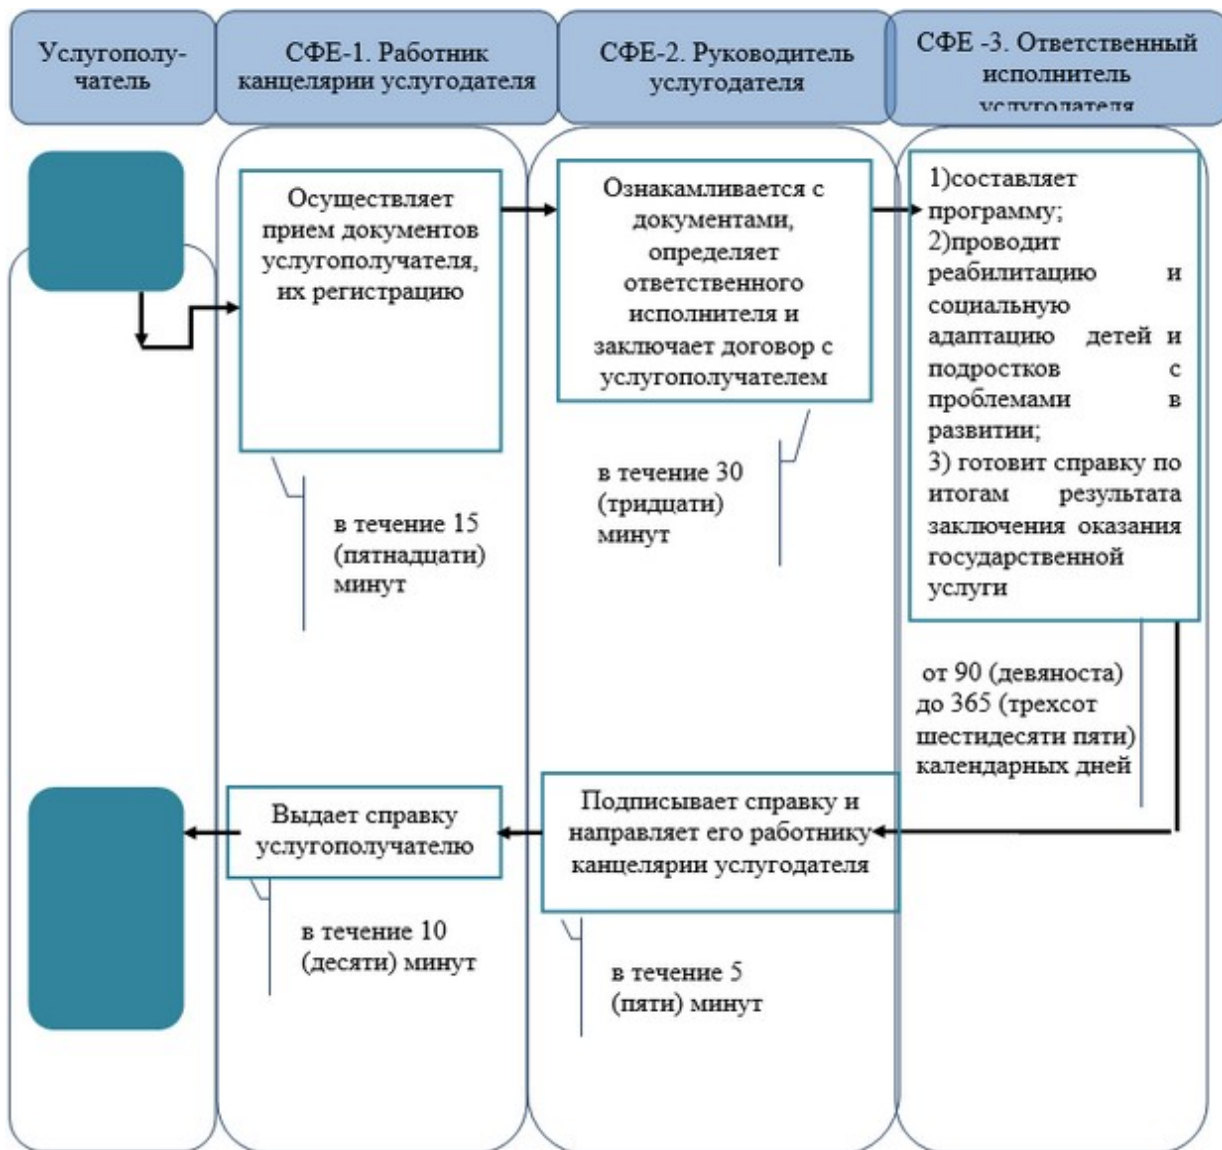 Услугополу-
чатель
СФЕ-1. Работник
канцелярии услугодателя
СФЕ-2. Руководитель
услугодателя
СФЕ -3. Ответственный
исполнитель
услугодателя
Осуществляет
прием документов
услугополучателя,
их регистрацию
Ознакамливается с
документами,
определяет
ответственного
исполнителя и
заключает договор с
услугополучателем
1)составляет
программу;
2)проводит
реабилитацию и
социальную
адаптацию детей и
подростков с
проблемами в
развитии;
3) готовит справку по
итогам результата
заключения оказания
государственной
услуги
в течение 15
(пятнадцати)
минут
в течение 30
(тридцати)
минут
от 90 (девяноста)
до 365 (трехсот
шестидесяти пяти)
календарных дней
Выдает справку
услугополучателю
Подписывает справку и
направляет его работнику
канцелярии услугодателя
в течение 10
(десяти) минут
в течение 5
(пяти) минут